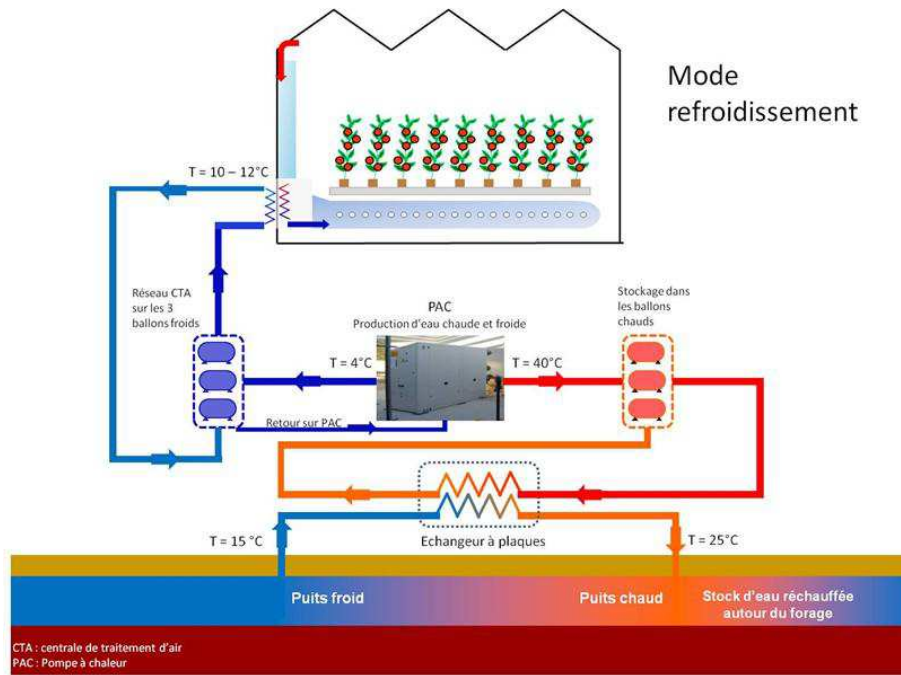 Mode
refroidissement
T = 10 – 12°C
Réseau CTA
sur les 3
ballons froids
PAC
Production d'eau chaude et froide
Stockage dans
les ballons
chauds
T = 4°C
T = 40°C
Retour sur PAC
T = 15 °C
Echangeur à plaques
T = 25°C
Puits froid
Puits chaud
Stock d'eau réchauffée
autour du forage
CTA : centrale de traitement d'air
PAC : Pompe à chaleur